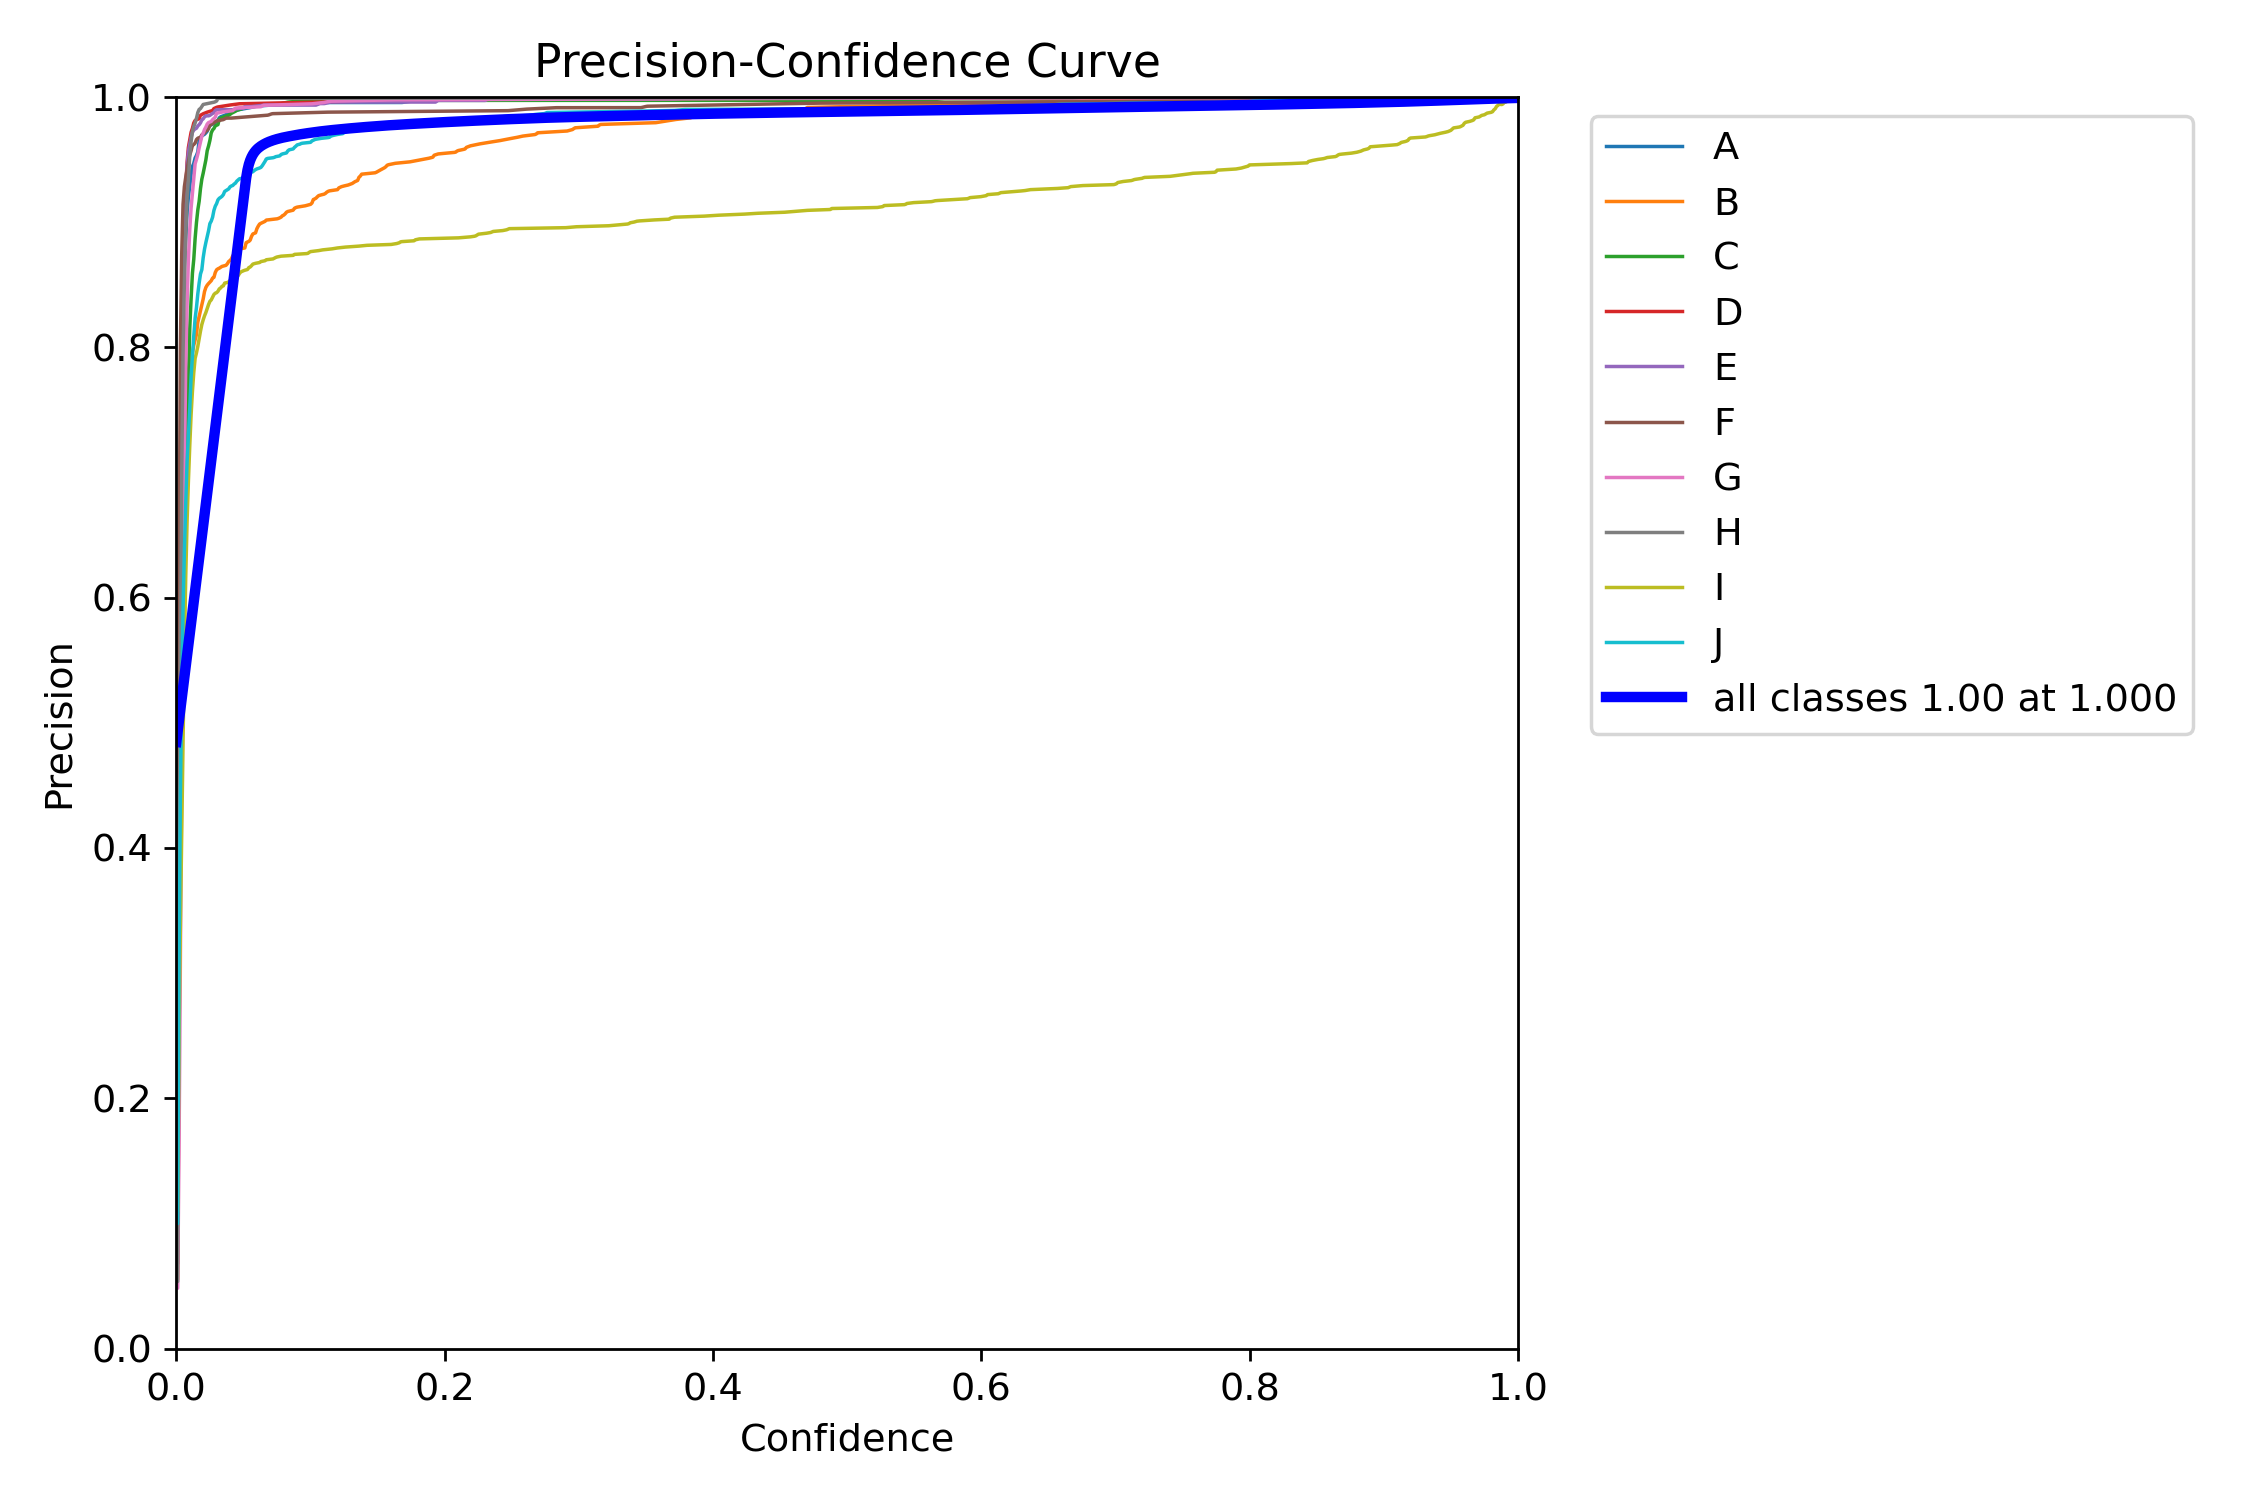 Precision-Confidence Curve
1.0
0.8
0.6
0.4
0.2
0.0
Precision
0.0 0.2 0.4 0.6 0.8 1.0
Confidence
A
B
C
D
E
F
G
H
I
J
all classes 1.00 at 1.000